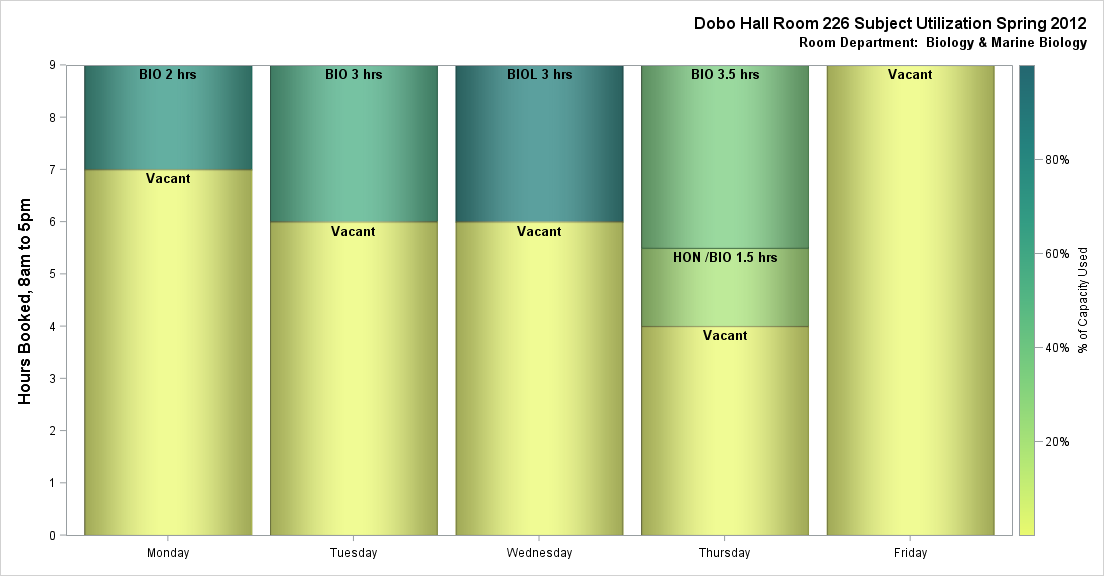 Dobo Hall Room 226 Subject Utilization Spring 2012
Room Department:  Biology & Marine Biology
Hours Booked, 8am to 5pm
9
8
7
6
5
4
3
2
1
0
BIO 2 hrs
Vacant
BIO 3 hrs
Vacant
BIOL 3 hrs
Vacant
BIO 3.5 hrs
HON /BIO 1.5 hrs
Vacant
Vacant
Monday
Tuesday
Wednesday
Thursday
Friday
80%
60%
40%
20%
% of Capacity Used